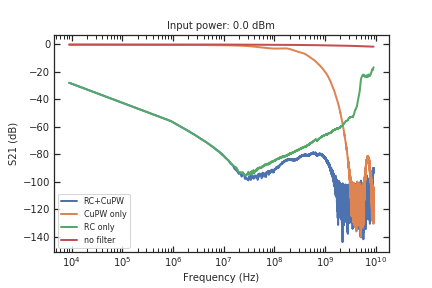 Input power: 0.0 dBm
S21 (dB)
0
−20
−40
−60
−80
−100
−120
−140
RC+CuPW
CuPW only
RC only
no filter
10⁴
10⁵
10⁶
10⁷
10⁸
10⁹
10¹⁰
Frequency (Hz)